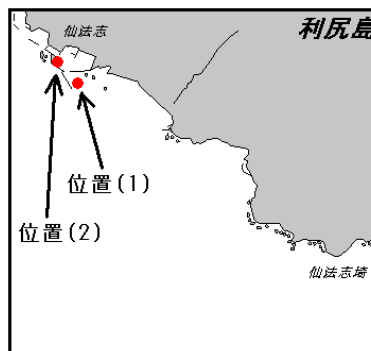 仙法志
利尻島
位置(1)
位置(2)
仙法志埼